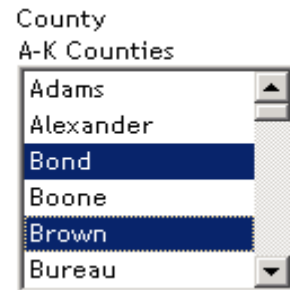 County
A-K Counties
Adams
Alexander
Bond
Boone
Brown
Bureau